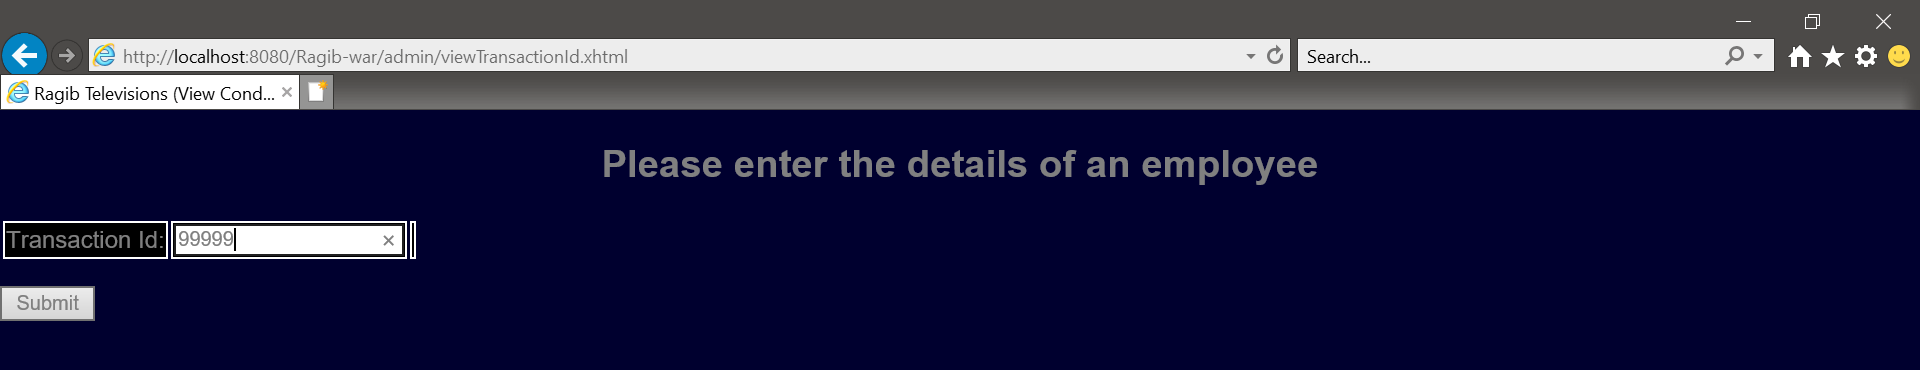 http://localhost:8080/Ragib-war/admin/viewTransactionId.xhtml
Search...
Ragib Televisions (View Cond...
Please enter the details of an employee
Transaction Id:
99999
Submit